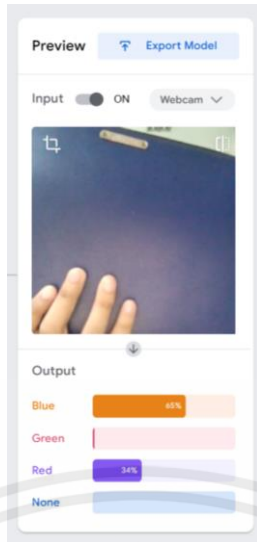 Preview
Export Model
Input
ON
Webcam
Output
Blue
65%
Green
Red
34%
None